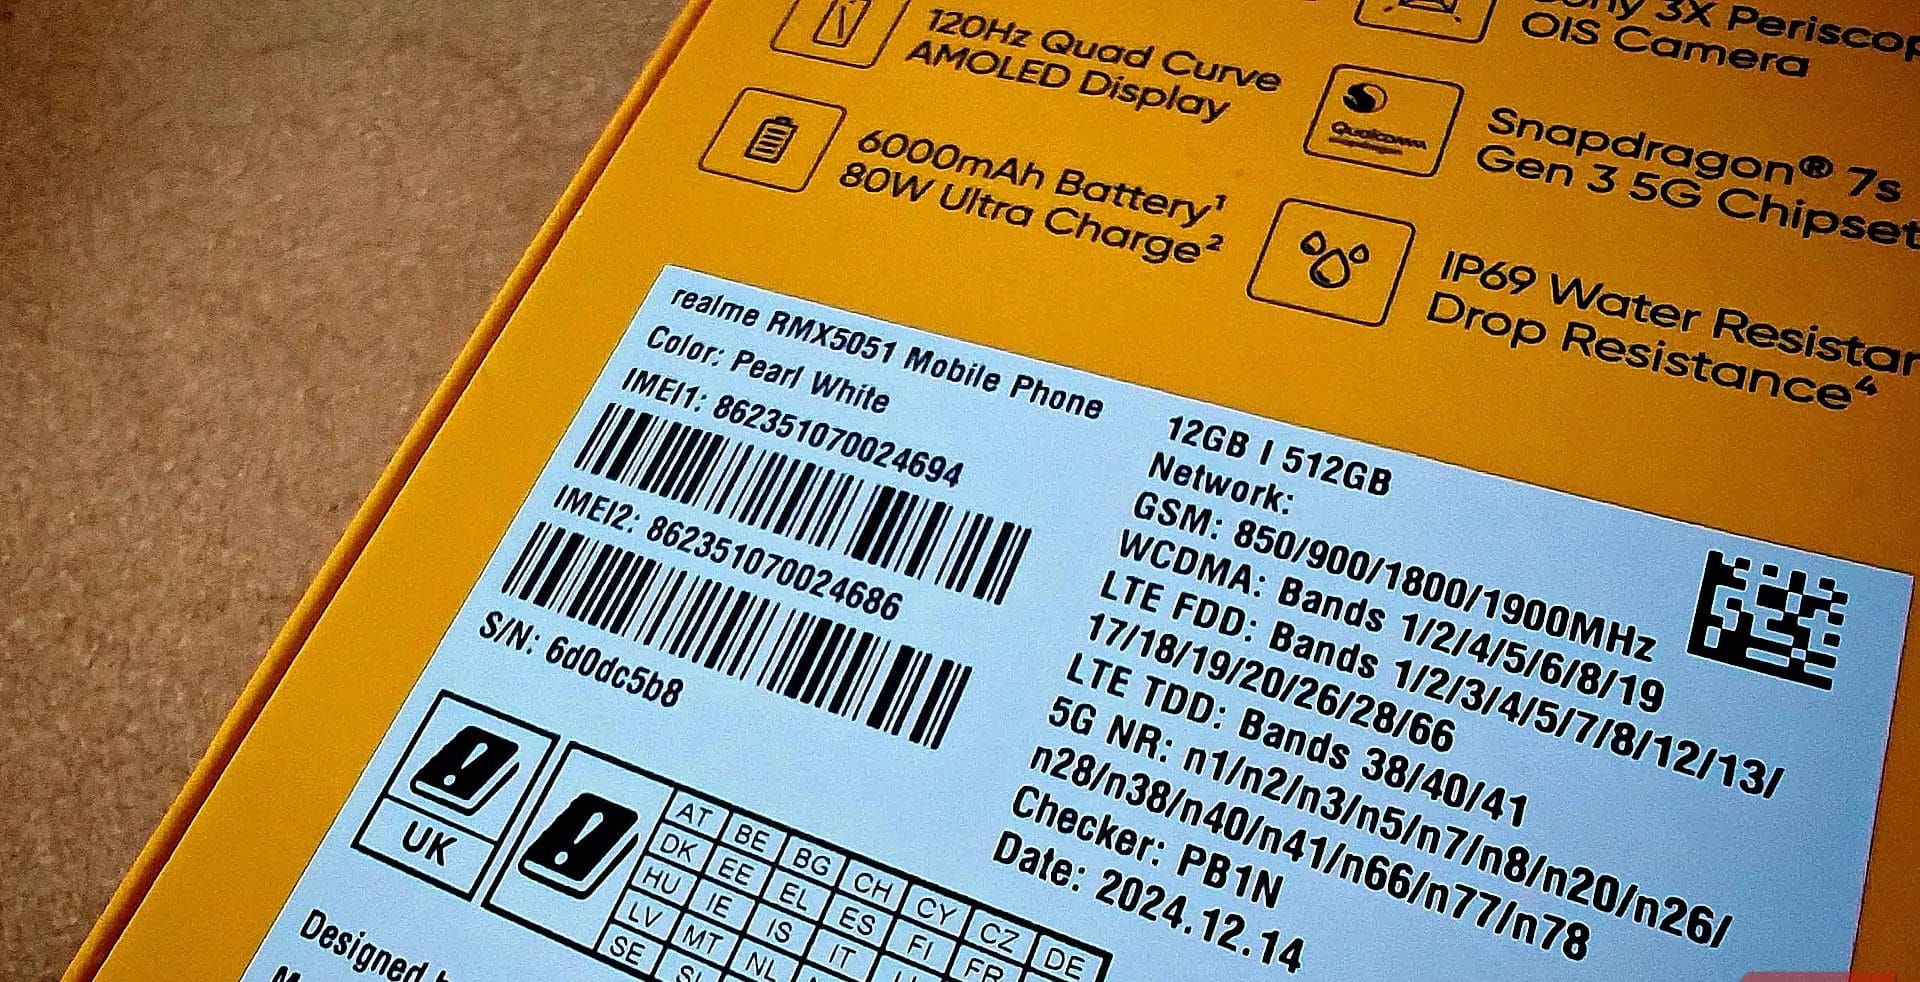 120Hz Quad Curve
AMOLED Display
3X
OIS Camera
6000mAh Battery¹
80W Ultra Charge²
Qualcomm
snapdragon
Snapdragon® 7s
Gen 3 5G Chipset
IP69 Water
Drop Resistance⁴
realme RMX5051 Mobile Phone
Color: Pearl White
IMEI1: 862351070024694
IMEI2: 862351070024686
S/N: 6d0dc5b8
12GB | 512GB
Network:
GSM: 850/900/1800/1900MHz
WCDMA: Bands 1/2/4/5/6/8/19
LTE FDD: Bands 1/2/3/4/5/7/8/12/13/
17/18/19/20/26/28/66
LTE TDD: Bands 38/40/41
5G NR: n1/n2/n3/n5/n7/n8/n20/n26/
n28/n38/n40/n41/n66/n77/n78
Checker: PB1N
Date: 2024.12.14
UK
AT BE BG CH CY CZ DE
DK EE EL ES FI FR
HU IE IS IT
LV MT NL
SE
Designed